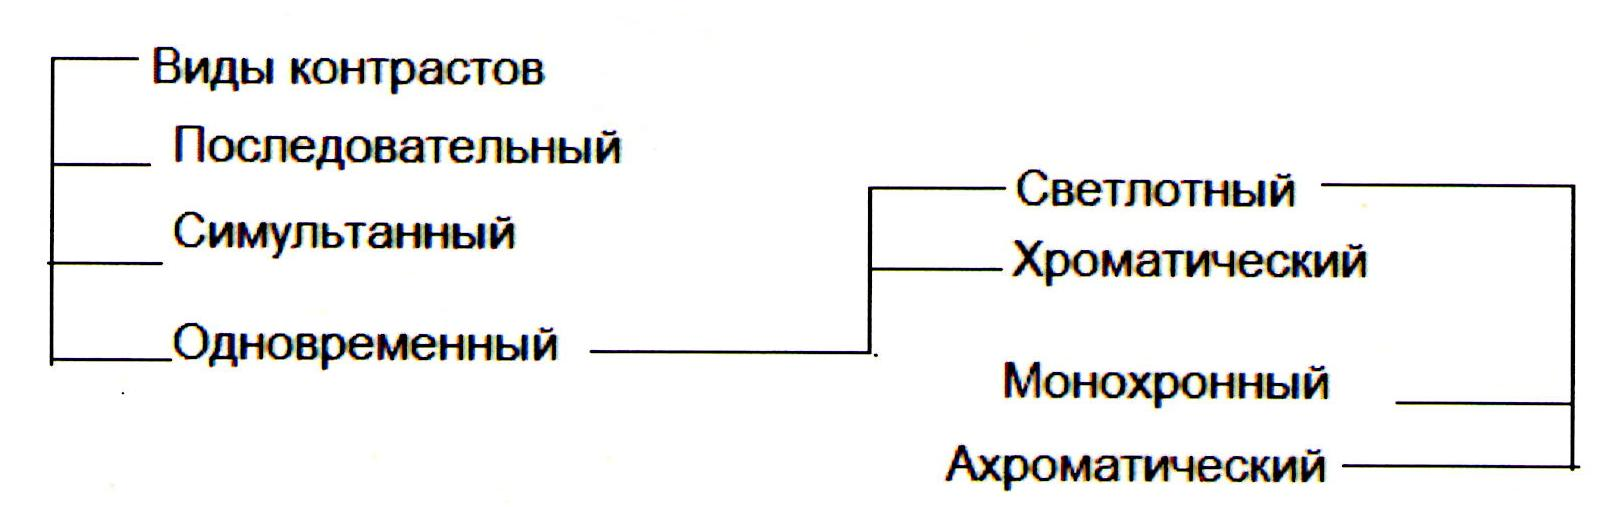 Виды контрастов
Последовательный
Симультанный
Одновременный
Светлотный
Хроматический
Монохронный
Ахроматический